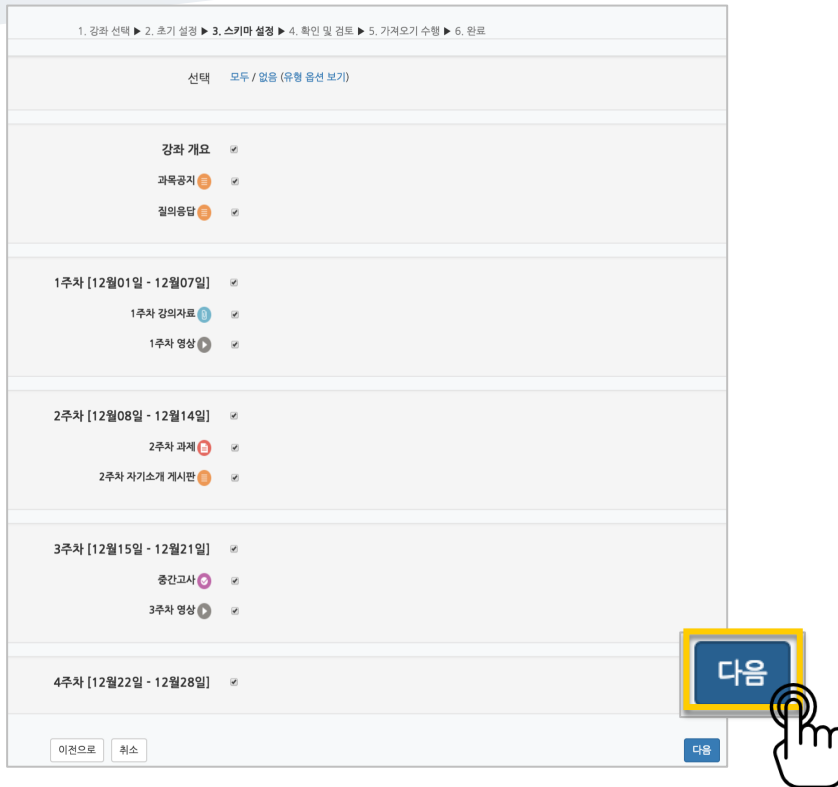 1. 강좌 선택 ▶ 2. 초기 설정 ▶ 3. 스키마 설정 ▶ 4. 확인 및 검토 ▶ 5. 가져오기 수행 ▶ 6. 완료
선택 모두 / 없음 (유형 옵션 보기)
강좌 개요
과목공지
질의응답
1주차 [12월01일 - 12월07일]
1주차 강의자료
1주차 영상
2주차 [12월08일 - 12월14일]
2주차 과제
2주차 자기소개 게시판
3주차 [12월15일 - 12월21일]
중간고사
3주차 영상
4주차 [12월22일 - 12월28일]
다음
이전으로 취소 다음